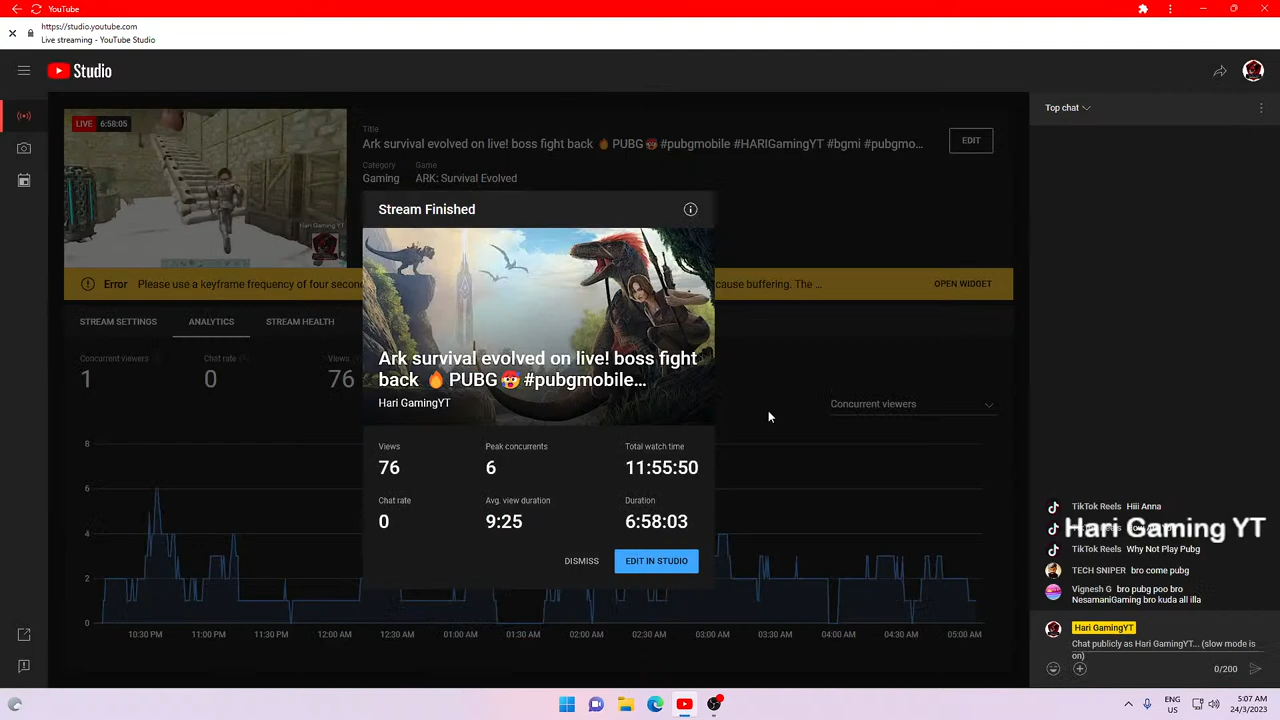 YouTube
https://studio.youtube.com
Live streaming - YouTube Studio
Studio
LIVE 6:58:05
Hari Gaming YT
Title
Ark survival evolved on live! boss fight back 🔥 PUBG🥵 #pubgmobile #HARIGamingYT #bgmi #pubgmo...
EDIT
Category Game
Gaming ARK: Survival Evolved
Error Please use a keyframe frequency of four secon
cause buffering. The ...
OPEN WIDGET
STREAM SETTINGS ANALYTICS STREAM HEALTH
Concurrent viewers Chat rate Views
1 0 76
Concurrent viewers
8
6
4
2
0
10:30 PM 11:00 PM 11:30 PM 12:00 AM 12:30 AM 01:00 AM 01:30 AM 02:00 AM 02:30 AM 03:00 AM 03:30 AM 04:00 AM 04:30 AM 05:00 AM
Stream Finished
Ark survival evolved on live! boss fight
back 🔥 PUBG🥵 #pubgmobile...
Hari GamingYT
Views Peak concurrents Total watch time
76 6 11:55:50
Chat rate Avg. view duration Duration
0 9:25 6:58:03
DISMISS EDIT IN STUDIO
Top chat
TikTok Reels Hiii Anna
Hari Gaming YT
TikTok Reels Why Not Play Pubg
TECH SNIPER bro come pubg
Vignesh G bro pubg poo bro
NesamaniGaming bro kuda all illa
Hari GamingYT
Chat publicly as Hari GamingYT... (slow mode is
on)
0/200
ENG
US
5:07 AM
24/3/2023